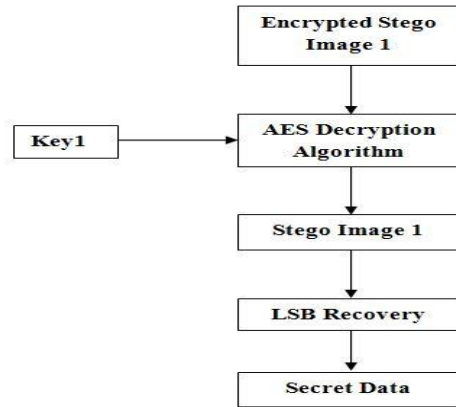 Encrypted Stego
Image 1
Key1
AES Decryption
Algorithm
Stego Image 1
LSB Recovery
Secret Data